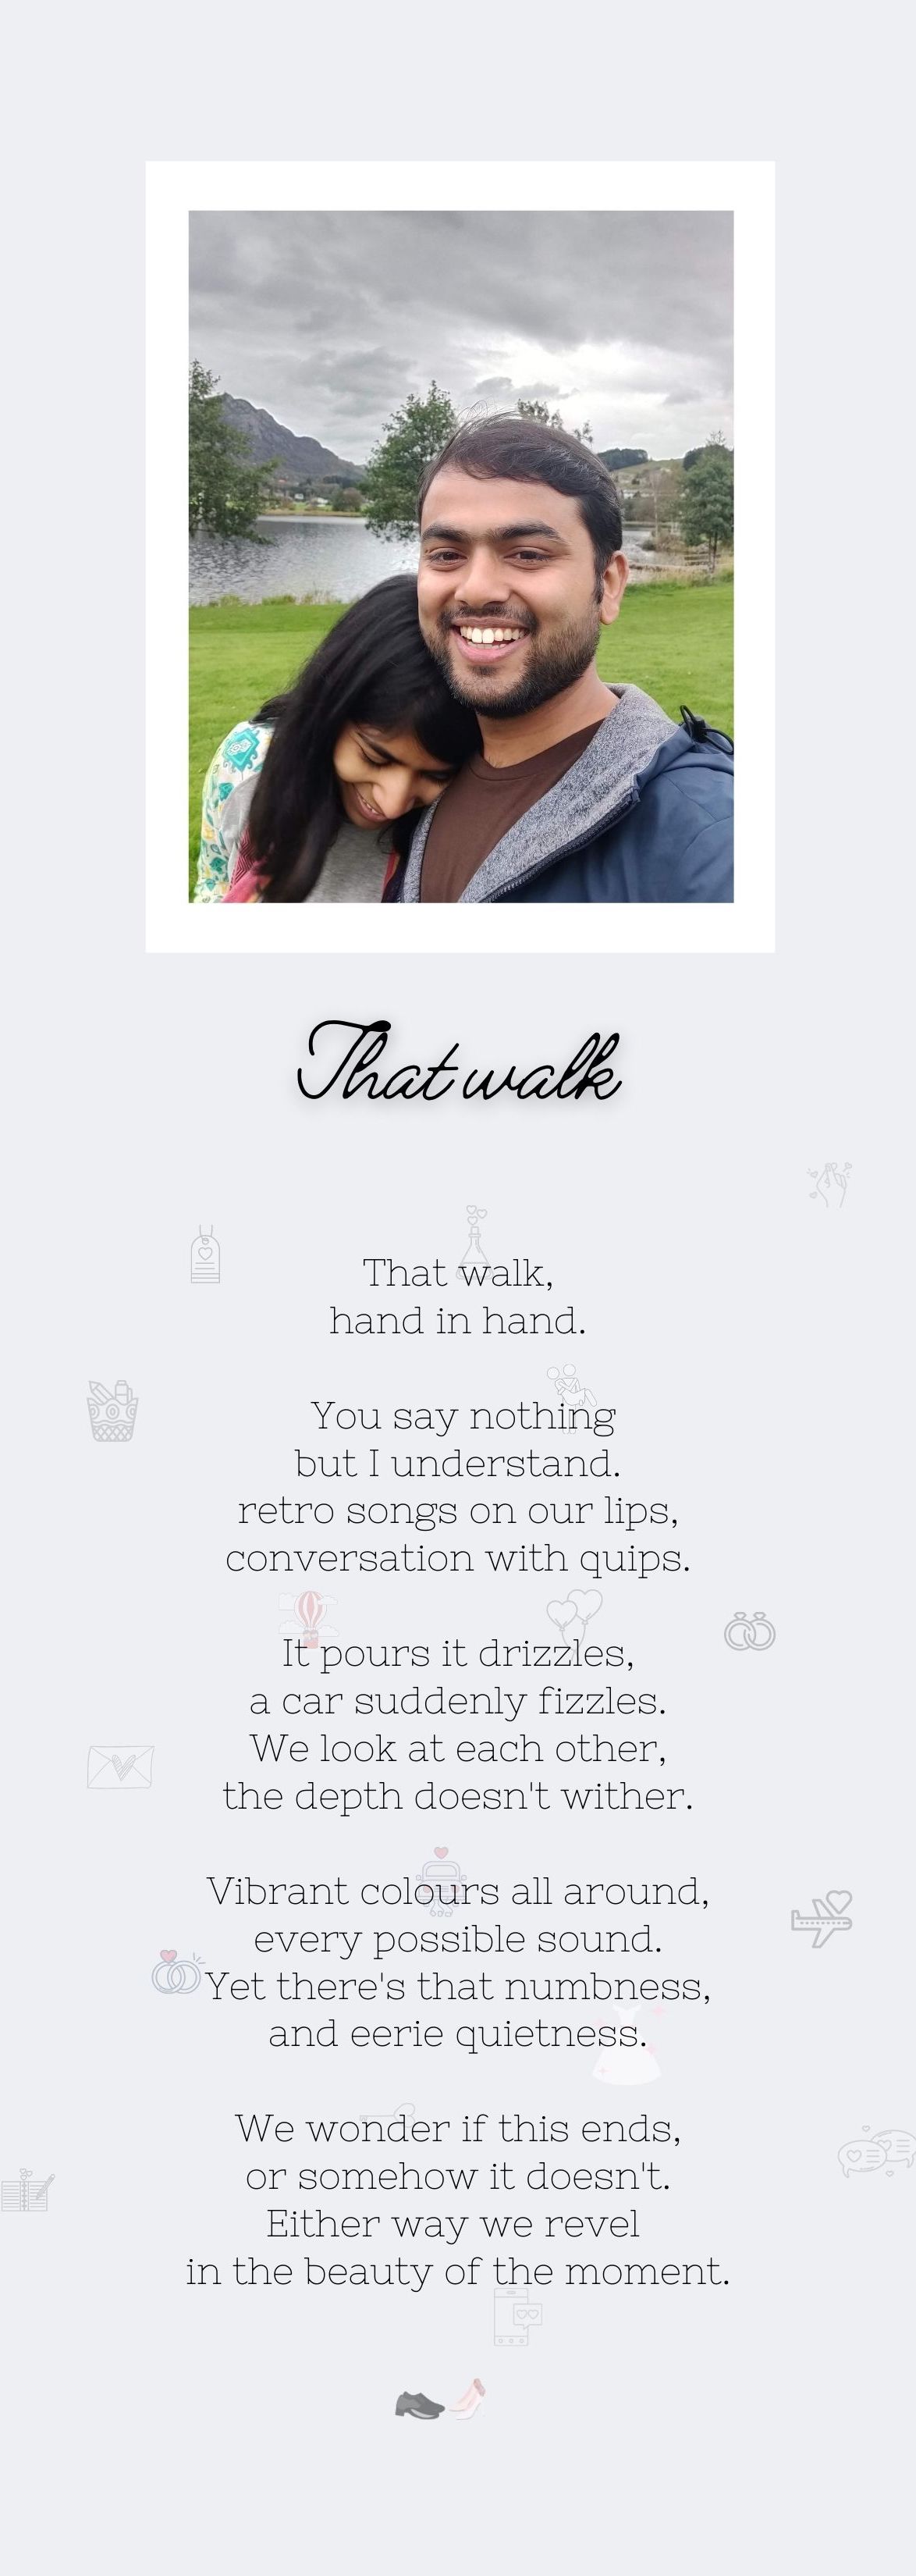 That walk
That walk,
hand in hand.
You say nothing
but I understand.
retro songs on our lips,
conversation with quips.
It pours it drizzles,
a car suddenly fizzles.
We look at each other,
the depth doesn't wither.
Vibrant colours all around,
every possible sound.
Yet there's that numbness,
and eerie quietness.
We wonder if this ends,
or somehow it doesn't.
Either way we revel
in the beauty of the moment.